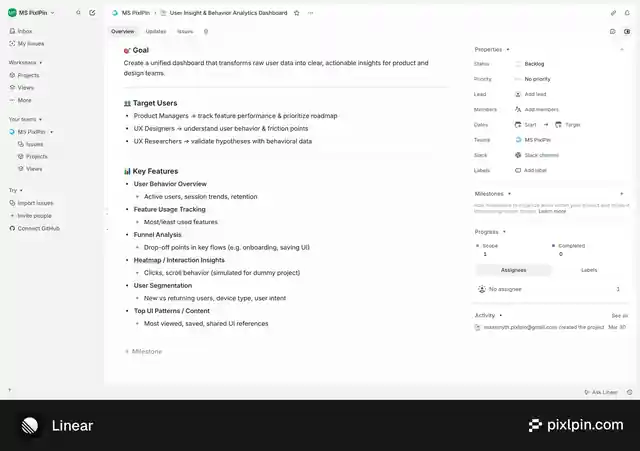 MS PixlPin
Inbox
My issues
Workspace
Projects
Views
More
Your teams
MS PixlPin
Issues
Projects
Views
Try
Import issues
Invite people
Connect GitHub
MS PixlPin › User Insight & Behavior Analytics Dashboard
Overview Updates Issues
Goal
Create a unified dashboard that transforms raw user data into clear, actionable insights for product and
design teams.
Target Users
• Product Managers → track feature performance & prioritize roadmap
• UX Designers → understand user behavior & friction points
• UX Researchers → validate hypotheses with behavioral data
Key Features
• User Behavior Overview
• Active users, session trends, retention
• Feature Usage Tracking
• Most/least used features
• Funnel Analysis
• Drop-off points in key flows (e.g. onboarding, saving UI)
• Heatmap / Interaction Insights
• Clicks, scroll behavior (simulated for dummy project)
• User Segmentation
• New vs returning users, device type, user intent
• Top UI Patterns / Content
• Most viewed, saved, shared UI references
+ Milestone
Properties
Status Backlog
Priority No priority
Lead Add lead
Members Add members
Dates Start → Target
Teams MS PixlPin
Slack Slack channel
Labels Add label
Milestones +
Learn more
Progress
Scope Completed
1 0
Assignees Labels
No assignee 1
Activity See all
created the project Mar 30
Ask Linear
?
Linear
pixlpin.com